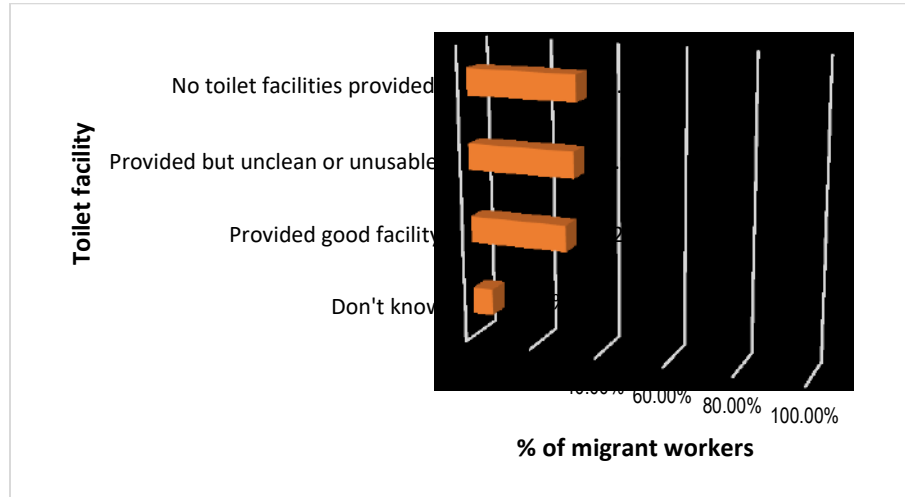 No toilet facilities provided
Provided but unclean or unusable
Provided good facility
Don't know
Toilet facility
60.00%
80.00%
100.00%
% of migrant workers